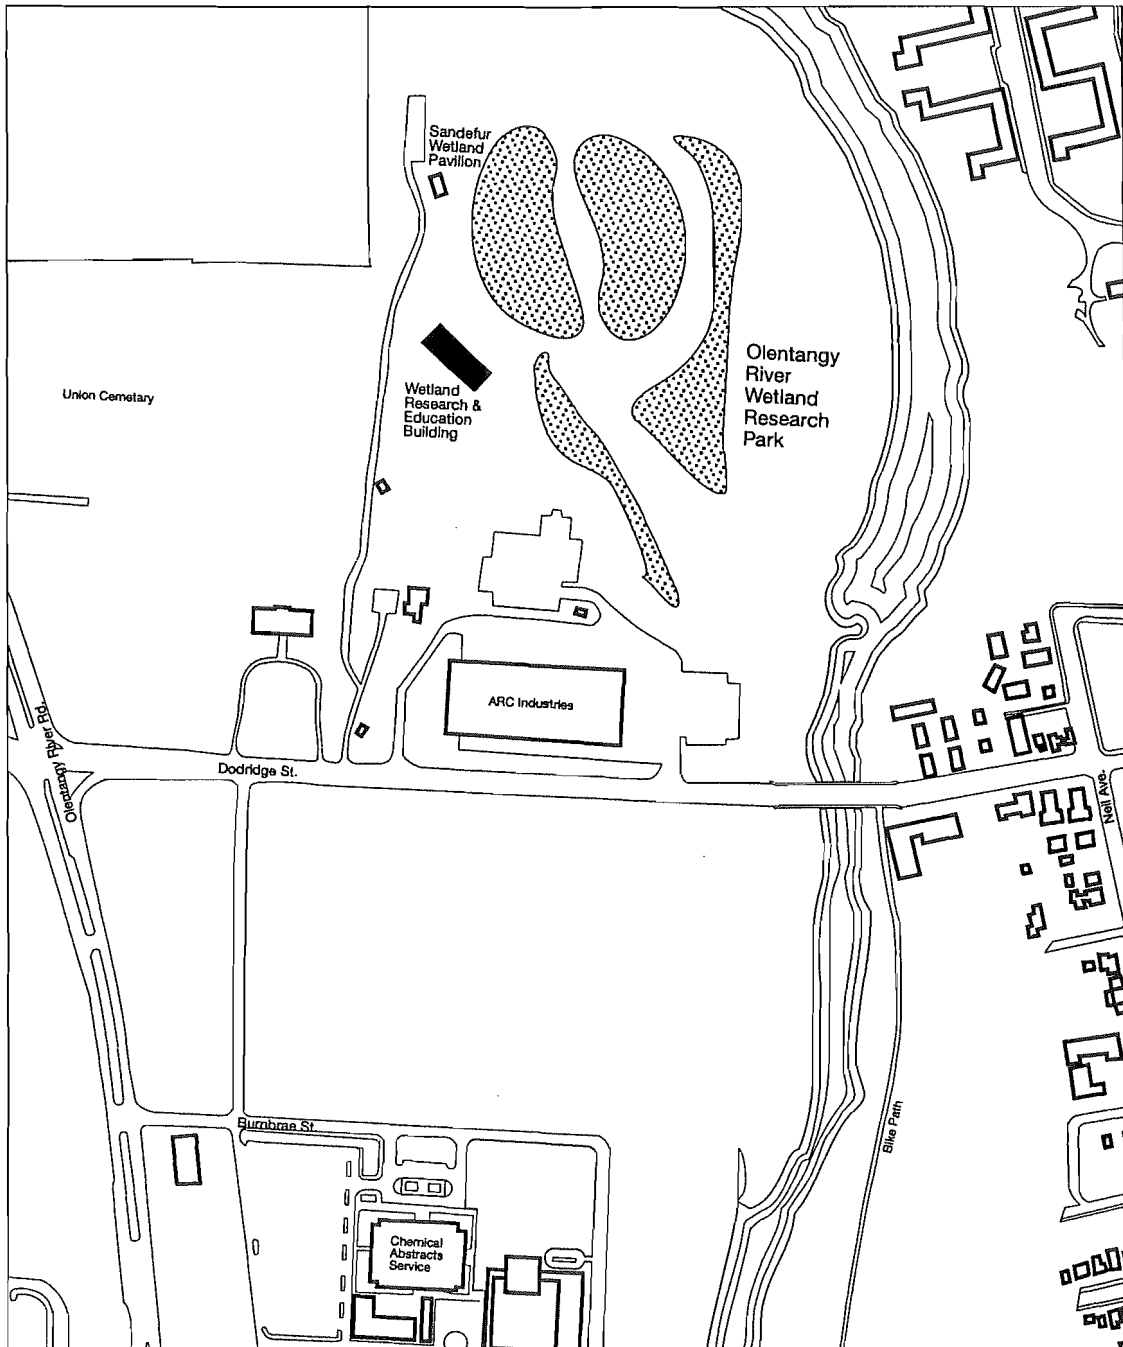 Sandefur
Wetland
Pavilion
Olentangy
River
Wetland
Research
Park
Wetland
Research &
Education
Building
Union Cemetary
ARC Industries
Olentangy River Rd.
Dodridge St.
Neil Ave.
Burnbrae St.
Bike Path
Chemical
Abstracts
Service